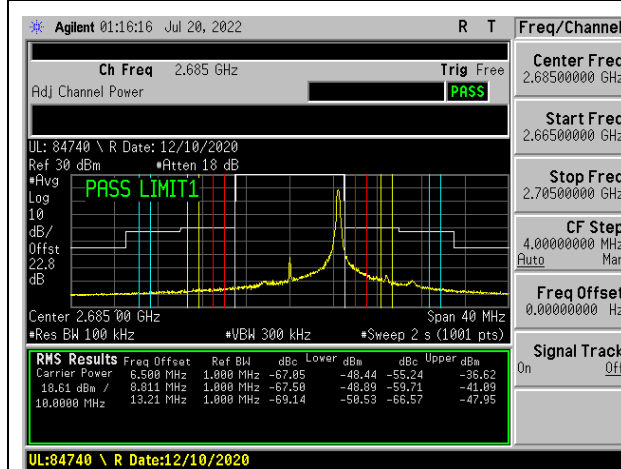 Agilent 01:16:16 Jul 20, 2022 R T Freq/Channel
Ch Freq 2.685 GHz Trig Free
Adj Channel Power PASS
Center Freq
2.68500000 GHz
Start Freq
2.66500000 GHz
Stop Freq
2.70500000 GHz
CF Step
4.00000000 MHz
Auto Man
Freq Offset
0.00000000 Hz
Signal Track
On Off
UL: 84740 \ R Date: 12/10/2020
Ref 30 dBm #Atten 18 dB
#Avg
Log
10
dB/
Offst
22.8
dB
PASS LIMIT1
Center 2.685 00 GHz Span 40 MHz
#Res BW 100 kHz #VBW 300 kHz #Sweep 2 s (1001 pts)
RMS Results Freq Offset Ref BW dBc Lower dBm dBc Upper dBm
Carrier Power 6.500 MHz 1.000 MHz -67.05 -48.44 -55.24 -36.62
18.61 dBm / 8.811 MHz 1.000 MHz -67.50 -48.89 -59.71 -41.09
10.0000 MHz 13.21 MHz 1.000 MHz -69.14 -50.53 -66.57 -47.95
UL:84740 \ R Date:12/10/2020